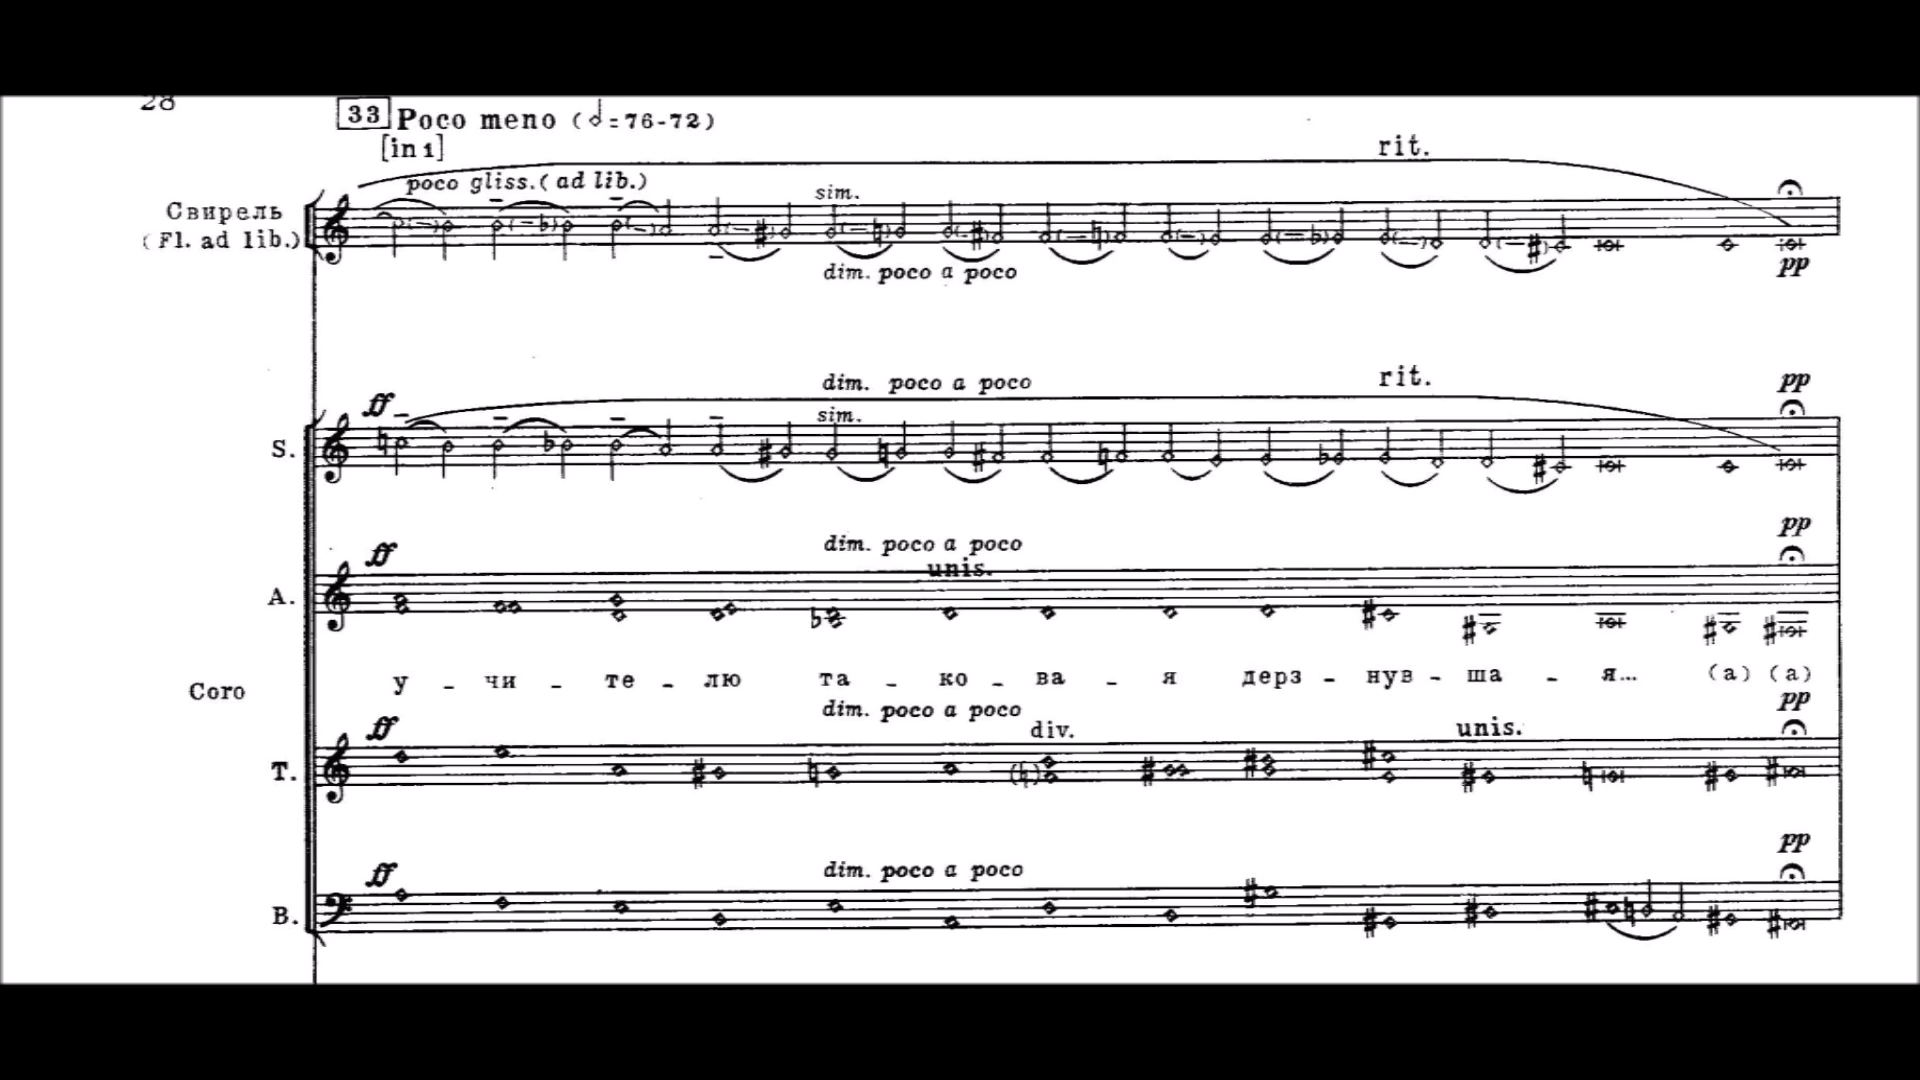 28
33 Poco meno (𝅗𝅥=76-72)
[in 1]
rit.
poco gliss. (ad lib.)
sim.
Свирель
(Fl. ad lib.)
dim. poco a poco
pp
dim. poco a poco
rit.
pp
ff
sim.
S.
pp
ff
dim. poco a poco
unis.
A.
у - чи - те - лю та - ко - ва - я дерз - нув - ша - я... (а) (а)
Coro
pp
ff
dim. poco a poco
div.
unis.
T.
pp
ff
dim. poco a poco
B.